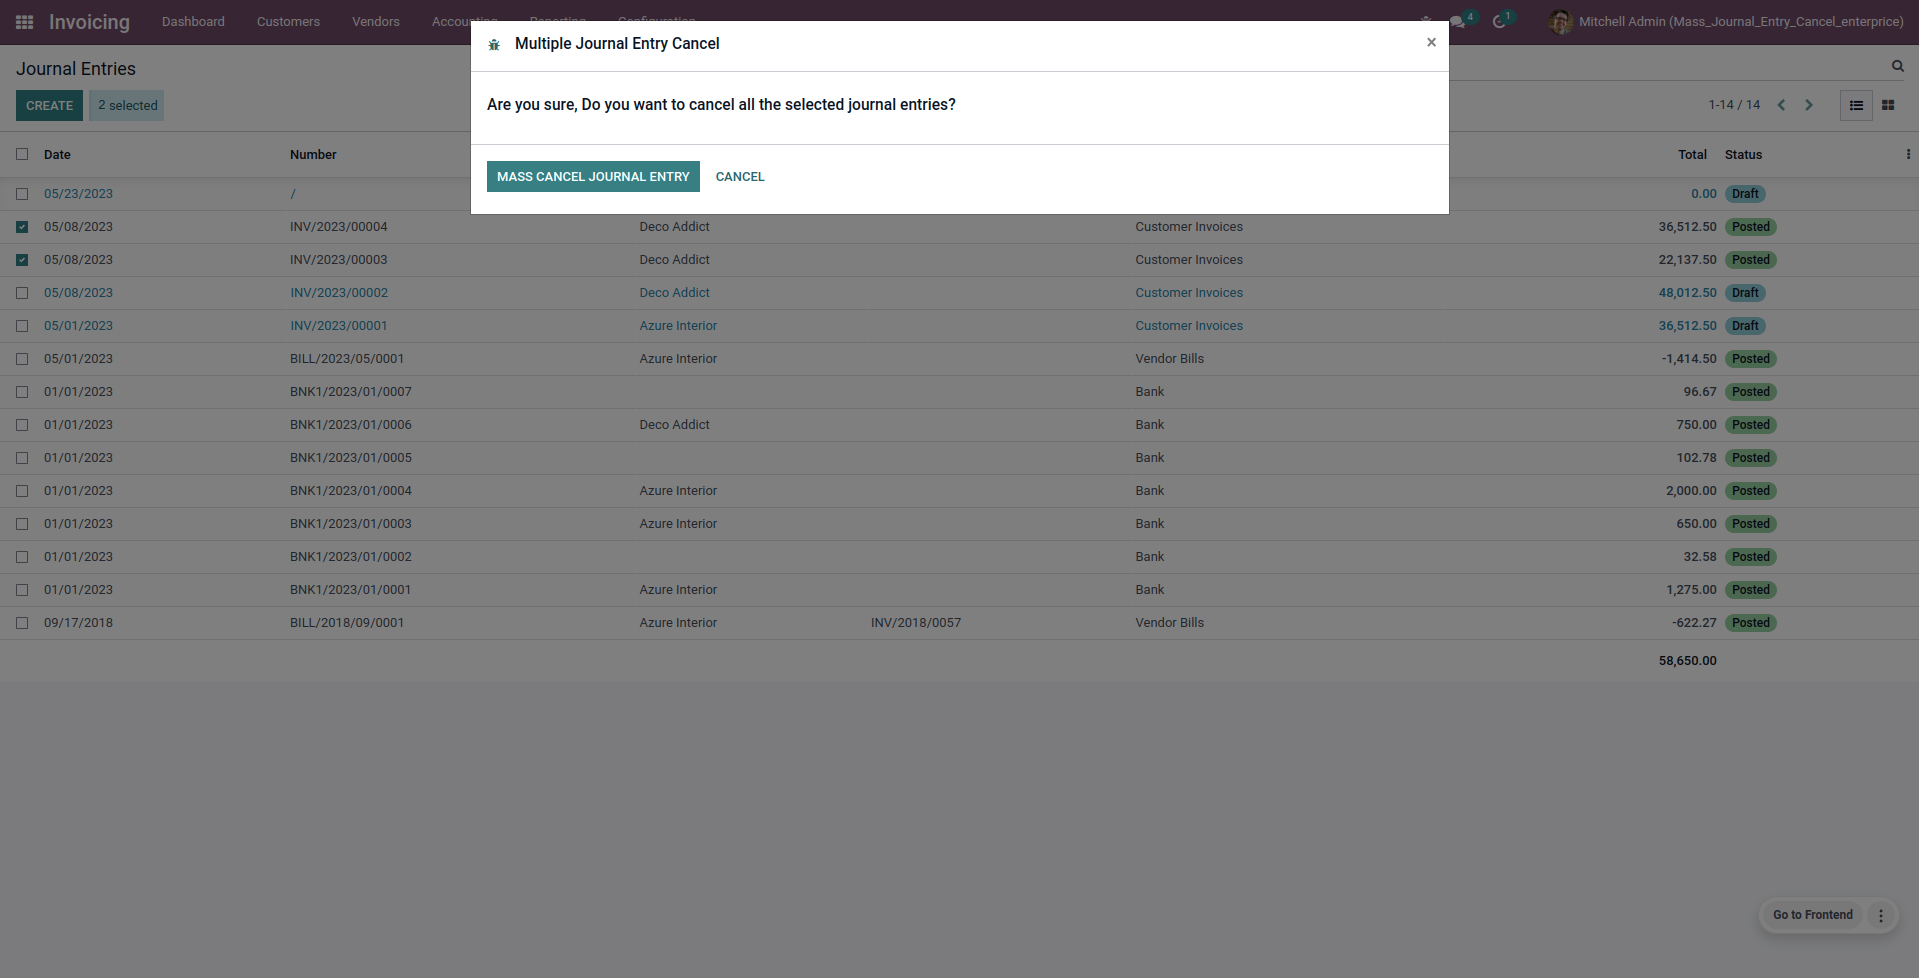 Invoicing Dashboard Customers Vendors Accounting Reporting Configuration 4 1 Mitchell Admin (Mass_Journal_Entry_Cancel_enterprice)
Multiple Journal Entry Cancel ×
Journal Entries
Are you sure, Do you want to cancel all the selected journal entries?
CREATE 2 selected 1-14 / 14
MASS CANCEL JOURNAL ENTRY CANCEL
Date Number Total Status
05/23/2023 / 0.00 Draft
05/08/2023 INV/2023/00004 Deco Addict Customer Invoices 36,512.50 Posted
05/08/2023 INV/2023/00003 Deco Addict Customer Invoices 22,137.50 Posted
05/08/2023 INV/2023/00002 Deco Addict Customer Invoices 48,012.50 Draft
05/01/2023 INV/2023/00001 Azure Interior Customer Invoices 36,512.50 Draft
05/01/2023 BILL/2023/05/0001 Azure Interior Vendor Bills -1,414.50 Posted
01/01/2023 BNK1/2023/01/0007 Bank 96.67 Posted
01/01/2023 BNK1/2023/01/0006 Deco Addict Bank 750.00 Posted
01/01/2023 BNK1/2023/01/0005 Bank 102.78 Posted
01/01/2023 BNK1/2023/01/0004 Azure Interior Bank 2,000.00 Posted
01/01/2023 BNK1/2023/01/0003 Azure Interior Bank 650.00 Posted
01/01/2023 BNK1/2023/01/0002 Bank 32.58 Posted
01/01/2023 BNK1/2023/01/0001 Azure Interior Bank 1,275.00 Posted
09/17/2018 BILL/2018/09/0001 Azure Interior INV/2018/0057 Vendor Bills -622.27 Posted
58,650.00
Go to Frontend